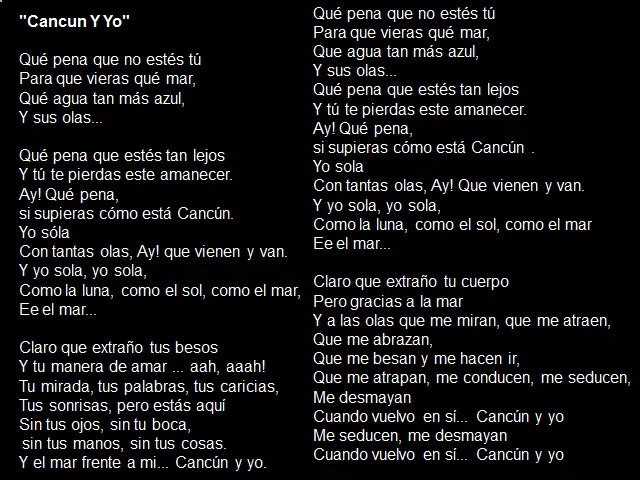 "Cancun Y Yo"
Qué pena que no estés tú
Para que vieras qué mar,
Qué agua tan más azul,
Y sus olas...
Qué pena que estés tan lejos
Y tú te pierdas este amanecer.
Ay! Qué pena,
si supieras cómo está Cancún.
Yo sóla
Con tantas olas, Ay! que vienen y van.
Y yo sola, yo sola,
Como la luna, como el sol, como el mar,
Ee el mar...
Claro que extraño tus besos
Y tu manera de amar ... aah, aaah!
Tu mirada, tus palabras, tus caricias,
Tus sonrisas, pero estás aquí
Sin tus ojos, sin tu boca,
sin tus manos, sin tus cosas.
Y el mar frente a mi... Cancún y yo.
Qué pena que no estés tú
Para que vieras qué mar,
Que agua tan más azul,
Y sus olas...
Qué pena que estés tan lejos
Y tú te pierdas este amanecer.
Ay! Qué pena,
si supieras cómo está Cancún .
Yo sola
Con tantas olas, Ay! Que vienen y van.
Y yo sola, yo sola,
Como la luna, como el sol, como el mar
Ee el mar...
Claro que extraño tu cuerpo
Pero gracias a la mar
Y a las olas que me miran, que me atraen,
Que me abrazan,
Que me besan y me hacen ir,
Que me atrapan, me conducen, me seducen,
Me desmayan
Cuando vuelvo en sí... Cancún y yo
Me seducen, me desmayan
Cuando vuelvo en sí... Cancún y yo